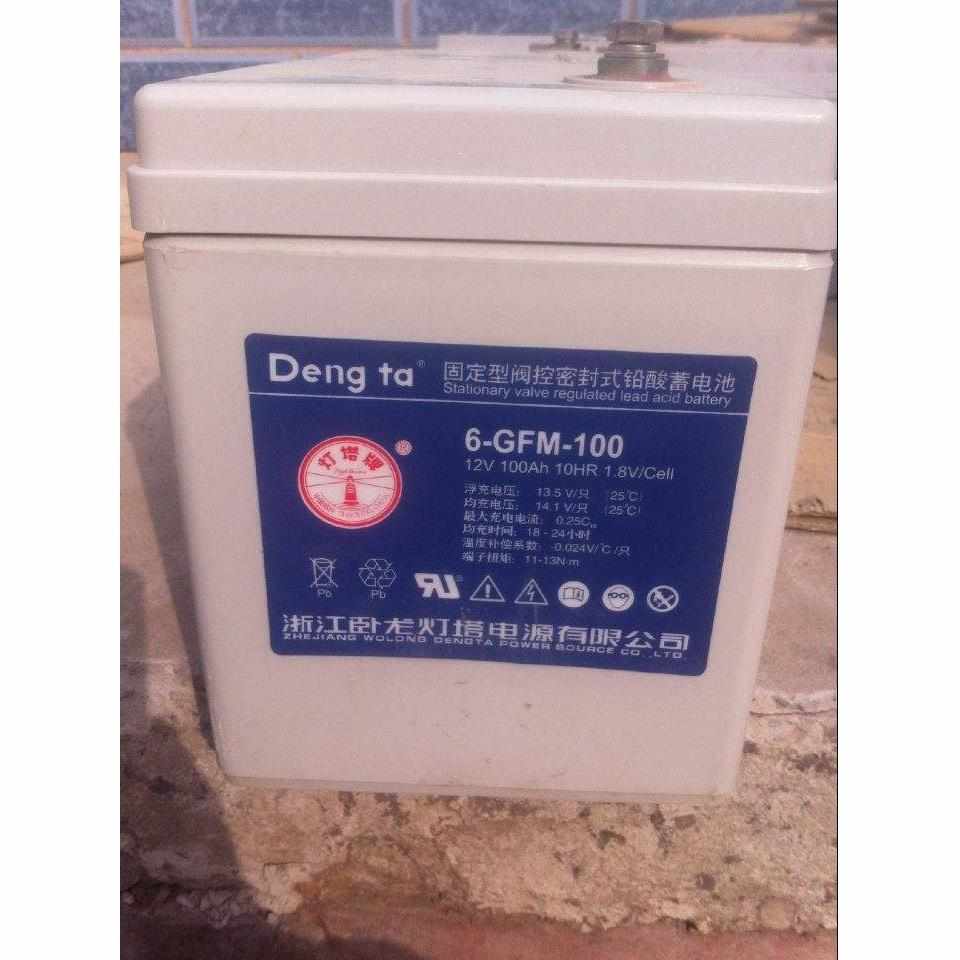 Deng ta®
固定型阀控密封式铅酸蓄电池
Stationary valve regulated lead acid battery
6-GFM-100
12V 100Ah 10HR 1.8V/Cell
灯塔牌 ®
浮充电压: 13.5 V/只 (25℃)
均充电压: 14.1 V/只 (25℃)
最大充电电流: 0.25C₁₀
均充时间: 18 - 24小时
温度补偿系数: -0.024V/℃/只
端子扭矩: 11-13N·m
Pb Pb
浙江卧龙灯塔电源有限公司
ZHEJIANG WOLONG DENGTA POWER SOURCE CO.,LTD.